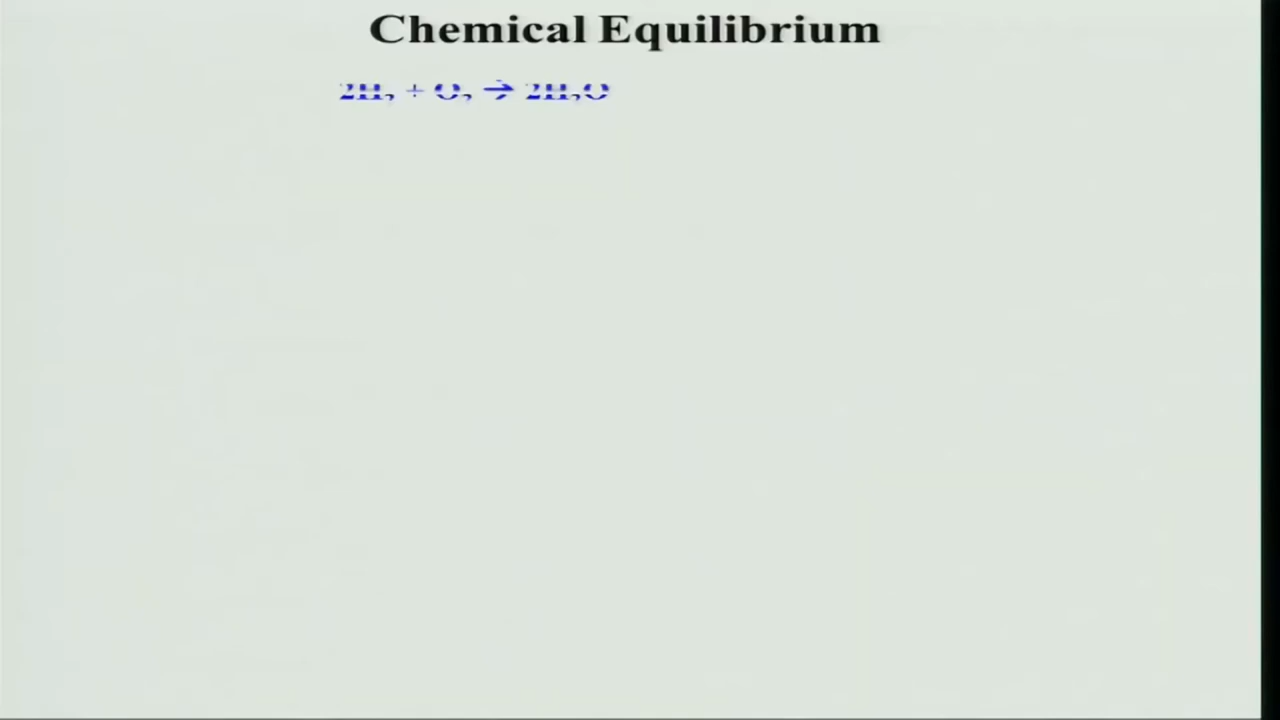 Chemical Equilibrium
2H₂ + O₂ → 2H₂O